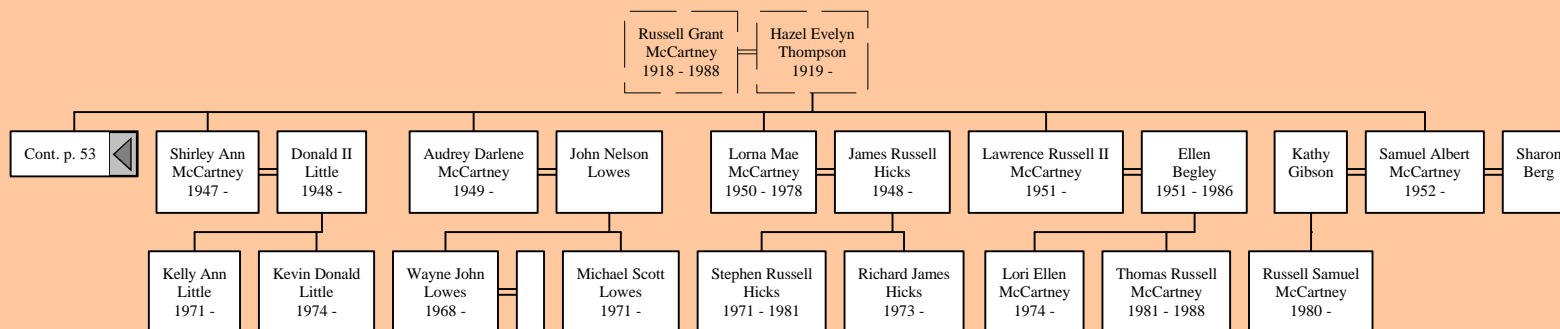 Russell Grant
McCartney
1918 - 1988
Hazel Evelyn
Thompson
1919 -
Cont. p. 53
Shirley Ann
McCartney
1947 -
Donald II
Little
1948 -
Audrey Darlene
McCartney
1949 -
John Nelson
Lowes
Lorna Mae
McCartney
1950 - 1978
James Russell
Hicks
1948 -
Lawrence Russell II
McCartney
1951 -
Ellen
Begley
1951 - 1986
Kathy
Gibson
Samuel Albert
McCartney
1952 -
Sharon
Berg
Kelly Ann
Little
1971 -
Kevin Donald
Little
1974 -
Wayne John
Lowes
1968 -
Michael Scott
Lowes
1971 -
Stephen Russell
Hicks
1971 - 1981
Richard James
Hicks
1973 -
Lori Ellen
McCartney
1974 -
Thomas Russell
McCartney
1981 - 1988
Russell Samuel
McCartney
1980 -